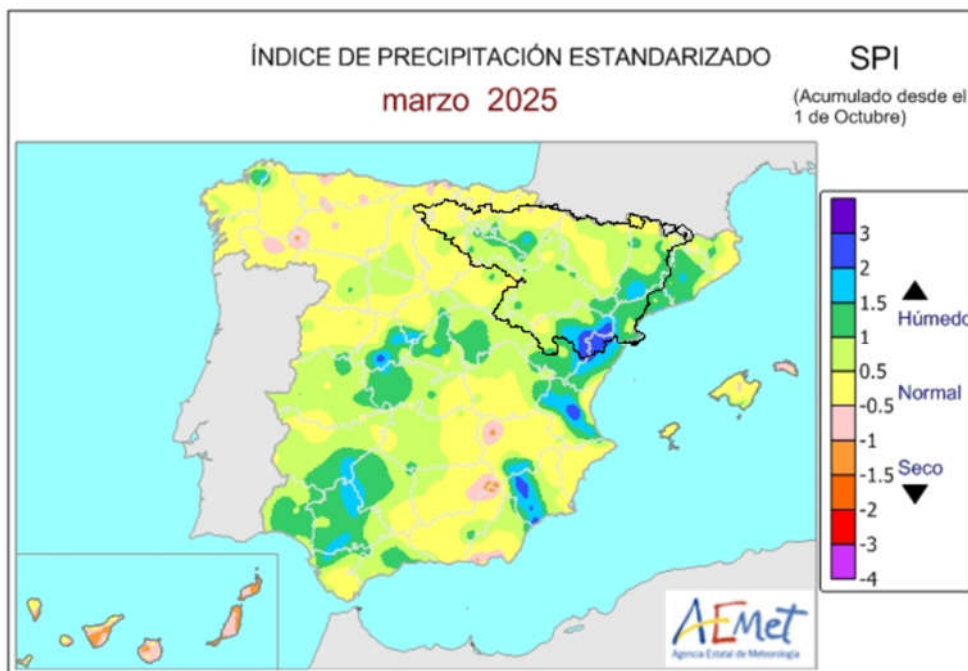 ÍNDICE DE PRECIPITACIÓN ESTANDARIZADO
SPI
marzo 2025
(Acumulado desde el
1 de Octubre)
3
2
1.5
Húmedo
1
0.5
Normal
-0.5
-1
Seco
-1.5
-2
-3
-4
AEMet
Agencia Estatal de Meteorología